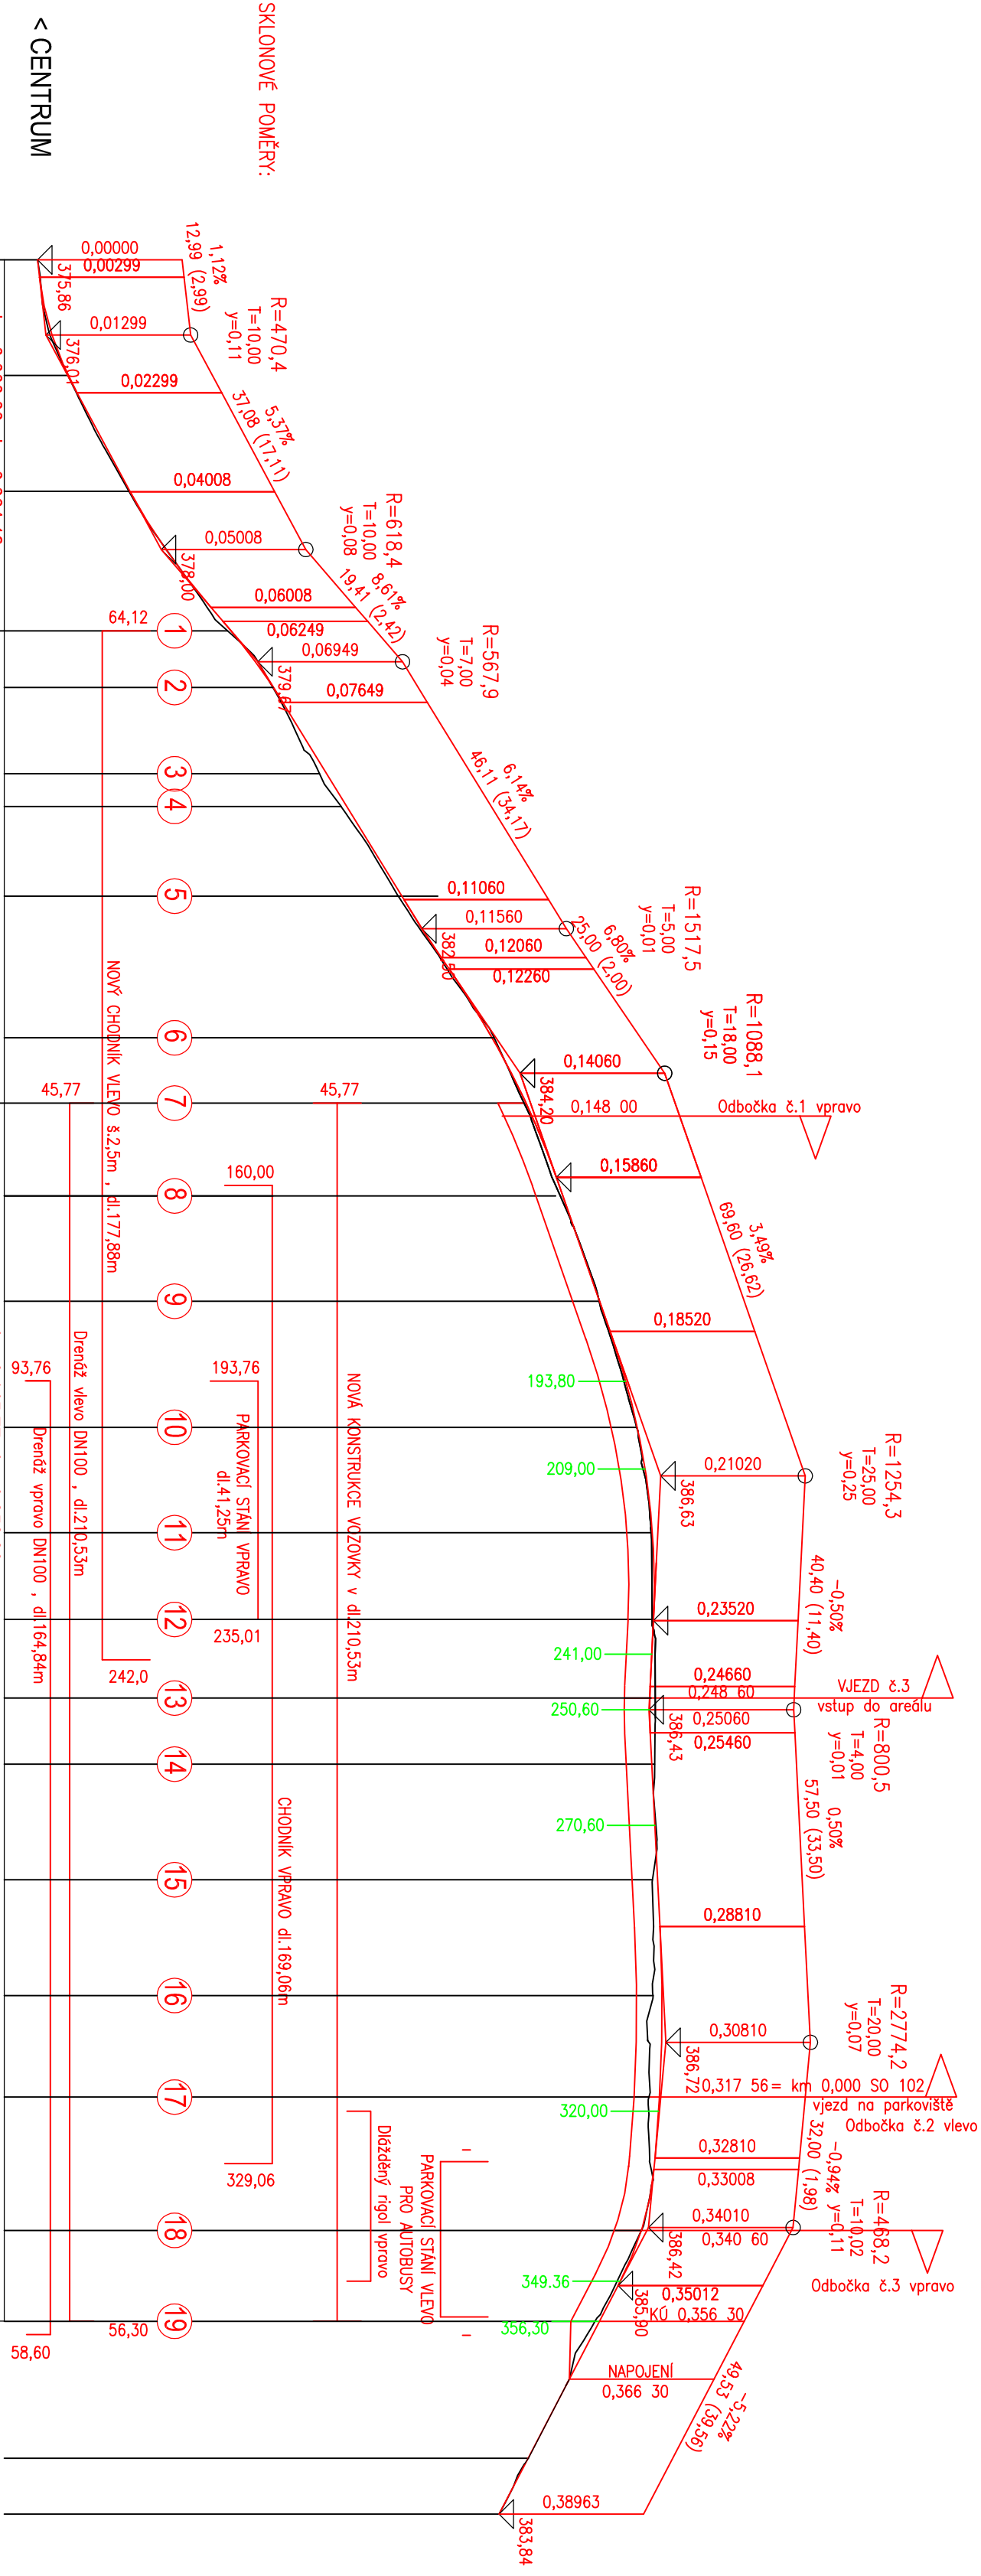 SKLONOVÉ POMĚRY:
< CENTRUM
0,00000
0,00299
375,86
1,12%
12,99 (2,99)
0,01299
376,01
R=470,4
T=10,00
y=0,11
0,02299
5,37%
37,08 (17,11)
0,04008
0,05008
378,00
R=618,4
T=10,00
y=0,08
8,61%
19,41 (2,42)
0,06008
0,06249
0,06949
379,67
R=567,9
T=7,00
y=0,04
0,07649
6,14%
46,11 (34,17)
0,11060
0,11560
382,50
R=1517,5
T=5,00
y=0,01
0,12060
0,12260
6,80%
25,00 (2,00)
0,14060
384,20
R=1088,1
T=18,00
y=0,15
0,148 00
Odbočka č.1 vpravo
0,15860
3,49%
69,60 (26,62)
0,18520
193,80
209,00
0,21020
386,63
R=1254,3
T=25,00
y=0,25
-0,50%
40,40 (11,40)
0,23520
241,00
0,24660
0,248 60
VJEZD č.3
vstup do areálu
250,60
0,25060
0,25460
386,43
R=800,5
T=4,00
y=0,01
0,50%
57,50 (33,50)
270,60
0,28810
0,30810
386,72
R=2774,2
T=20,00
y=0,07
0,317 56= km 0,000 SO 102
vjezd na parkoviště
Odbočka č.2 vlevo
320,00
0,32810
0,33008
-0,94%
32,00 (1,98)
R=468,2
T=10,02
y=0,11
0,34010
0,340 60
386,42
Odbočka č.3 vpravo
349.36
0,35012
385,90
KÚ 0,356 30
356,30
NAPOJENÍ
0,366 30
-5,22%
49,53 (39,56)
0,38963
383,84
64,12
1
2
3
4
5
6
7
8
9
10
11
12
13
14
15
16
17
18
19
NOVÝ CHODNÍK VLEVO š.2,5m , dl.177,88m
242,0
45,77
45,77
NOVÁ KONSTRUKCE VOZOVKY v dl.210,53m
160,00
CHODNÍK VPRAVO dl.169,06m
329,06
193,76
PARKOVACÍ STÁNÍ VPRAVO
dl.41,25m
235,01
Drenáž vlevo DN100 , dl.210,53m
56,30
93,76
Drenáž vpravo DN100 , dl.164,84m
58,60
Dlážděný rigol vpravo
PARKOVACÍ STÁNÍ VLEVO
PRO AUTOBUSY